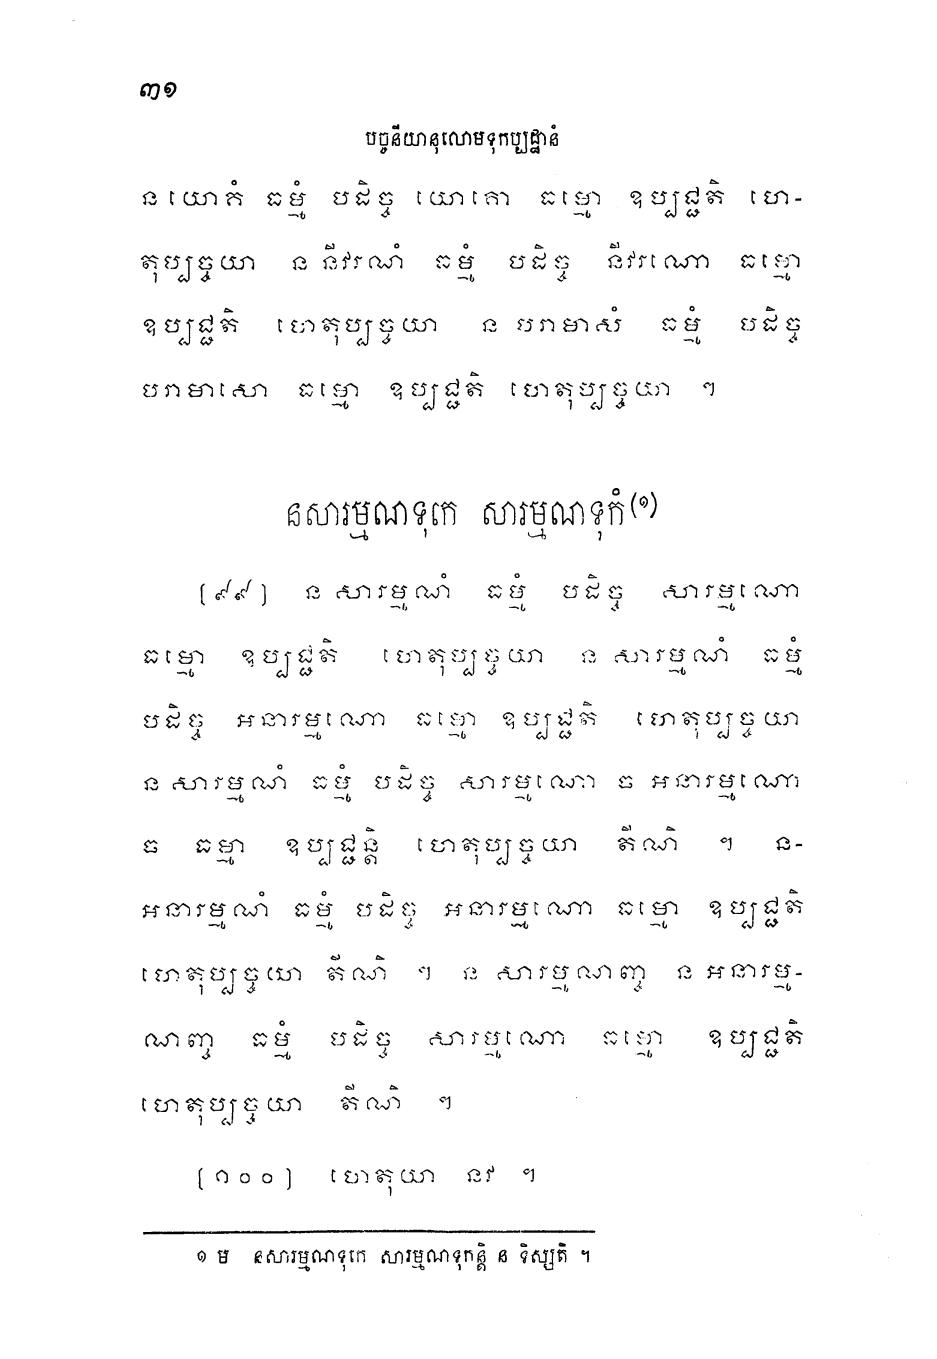 ៣១
បច្ចនីយានុលោមទុកប្បដ្ឋានំ
ន យោគំ ធម្មំ បដិច្ច យោគោ ធម្មោ ឧប្បជ្ជតិ ហេ-
តុប្បច្ចយា ន នីវរណំ ធម្មំ បដិច្ច នីវរណោ ធម្មោ
ឧប្បជ្ជតិ ហេតុប្បច្ចយា ន បរាមាសំ ធម្មំ បដិច្ច
បរាមាសោ ធម្មោ ឧប្បជ្ជតិ ហេតុប្បច្ចយា ។
នសារម្មណទុកេ សារម្មណទុកំ(១)
[៩៩] ន សារម្មណំ ធម្មំ បដិច្ច សារម្មណោ
ធម្មោ ឧប្បជ្ជតិ ហេតុប្បច្ចយា ន សារម្មណំ ធម្មំ
បដិច្ច អនារម្មណោ ធម្មោ ឧប្បជ្ជតិ ហេតុប្បច្ចយា
ន សារម្មណំ ធម្មំ បដិច្ច សារម្មណោ ច អនារម្មណោ
ច ធម្មា ឧប្បជ្ជន្តិ ហេតុប្បច្ចយា តីណិ ។ ន-
អនារម្មណំ ធម្មំ បដិច្ច អនារម្មណោ ធម្មោ ឧប្បជ្ជតិ
ហេតុប្បច្ចយា តីណិ ។ ន សារម្មណញ្ច ន អនារម្ម-
ណញ្ច ធម្មំ បដិច្ច សារម្មណោ ធម្មោ ឧប្បជ្ជតិ
ហេតុប្បច្ចយា តីណិ ។
[១០០] ហេតុយា នវ ។
១ ម នសារម្មណទុកេ សារម្មណទុកន្តិ ន ទិស្សតិ ។